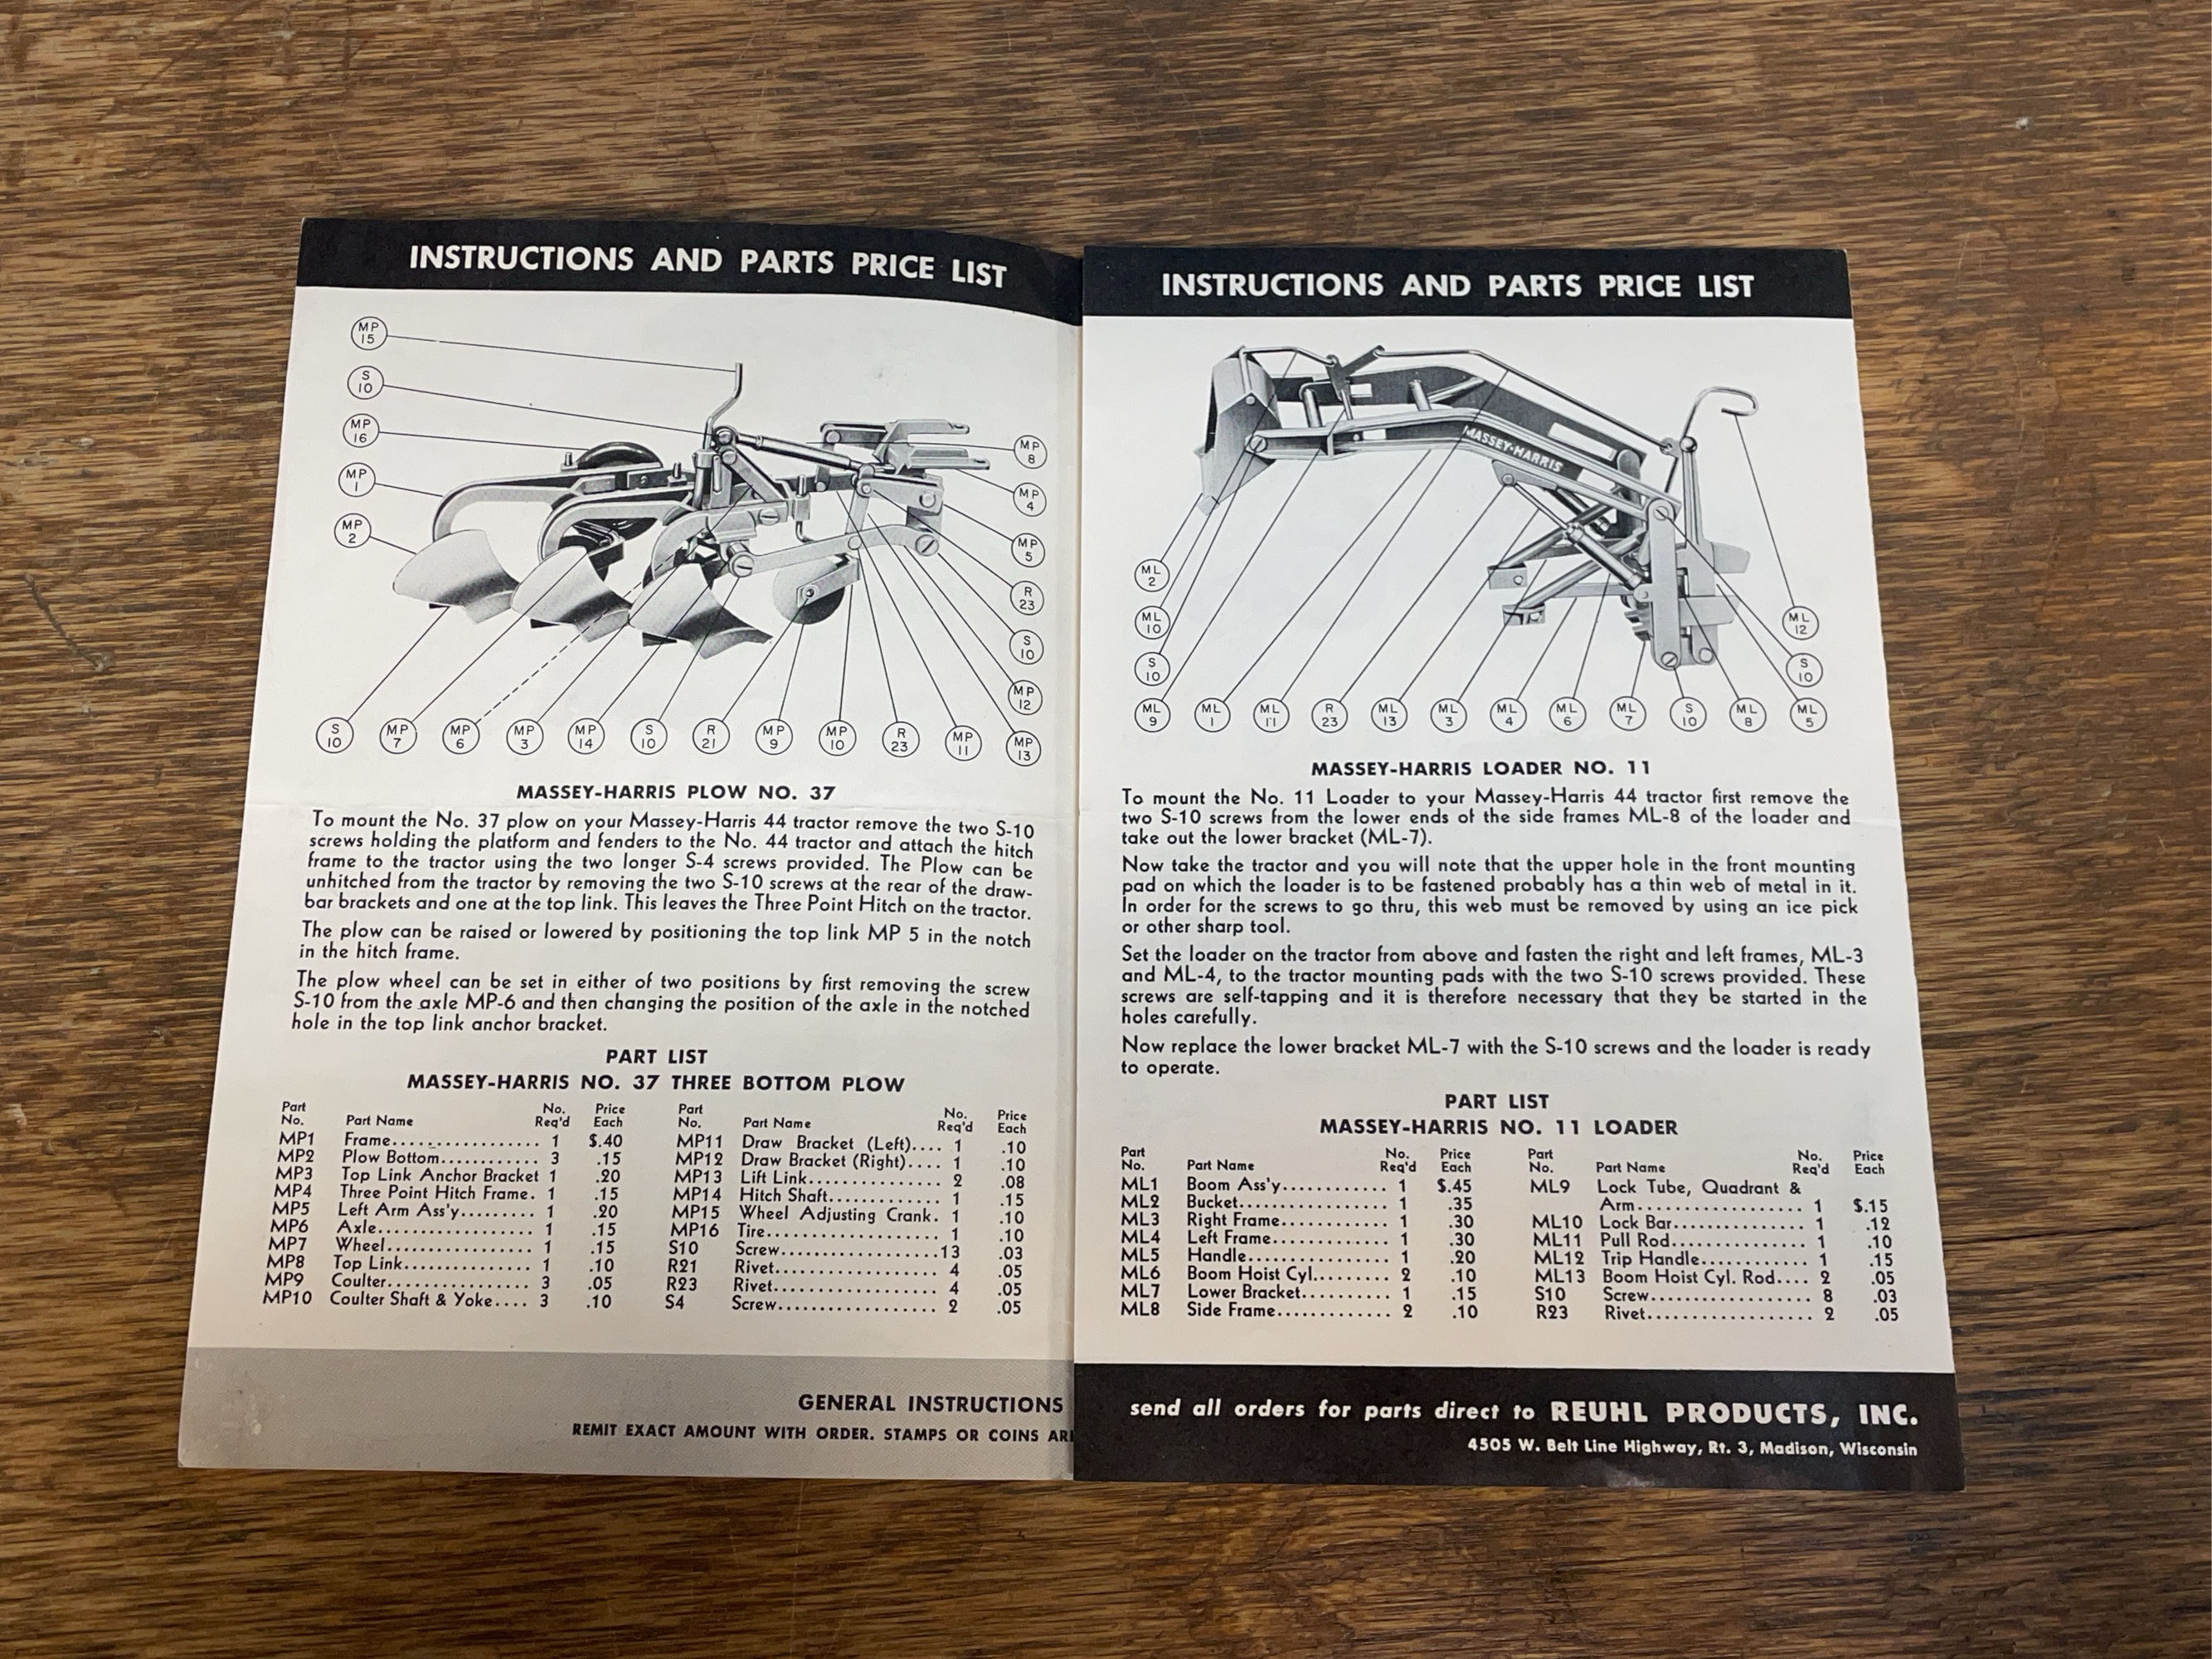 INSTRUCTIONS AND PARTS PRICE LIST
MP 15
S 10
MP 16
MP 1
MP 2
MP 8
MP 4
MP 5
R 23
S 10
MP 12
S 10
MP 7
MP 6
MP 3
MP 14
S 10
R 21
MP 9
MP 10
R 23
MP 11
MP 13
MASSEY-HARRIS PLOW NO. 37
To mount the No. 37 plow on your Massey-Harris 44 tractor remove the two S-10
screws holding the platform and fenders to the No. 44 tractor and attach the hitch
frame to the tractor using the two longer S-4 screws provided. The Plow can be
unhitched from the tractor by removing the two S-10 screws at the rear of the draw-
bar brackets and one at the top link. This leaves the Three Point Hitch on the tractor.
The plow can be raised or lowered by positioning the top link MP 5 in the notch
in the hitch frame.
The plow wheel can be set in either of two positions by first removing the screw
S-10 from the axle MP-6 and then changing the position of the axle in the notched
hole in the top link anchor bracket.
PART LIST
MASSEY-HARRIS NO. 37 THREE BOTTOM PLOW
Part No. Part Name No. Req'd Price Each
MP1 Frame................ 1 $.40
MP2 Plow Bottom........... 3 .15
MP3 Top Link Anchor Bracket 1 .20
MP4 Three Point Hitch Frame. 1 .15
MP5 Left Arm Ass'y......... 1 .20
MP6 Axle.................. 1 .15
MP7 Wheel................. 1 .15
MP8 Top Link.............. 1 .10
MP9 Coulter............... 3 .05
MP10 Coulter Shaft & Yoke.... 3 .10
Part No. Part Name No. Req'd Price Each
MP11 Draw Bracket (Left).... 1 .10
MP12 Draw Bracket (Right).... 1 .10
MP13 Lift Link............... 2 .08
MP14 Hitch Shaft............. 1 .15
MP15 Wheel Adjusting Crank. 1 .10
MP16 Tire.................... 1 .10
S10 Screw...................13 .03
R21 Rivet................... 4 .05
R23 Rivet................... 4 .05
S4 Screw................... 2 .05
GENERAL INSTRUCTIONS
REMIT EXACT AMOUNT WITH ORDER. STAMPS OR COINS AR
INSTRUCTIONS AND PARTS PRICE LIST
MASSEY-HARRIS
ML 2
ML 10
S 10
ML 12
S 10
ML 9
ML 1
ML 11
R 23
ML 13
ML 3
ML 4
ML 6
ML 7
S 10
ML 8
ML 5
MASSEY-HARRIS LOADER NO. 11
To mount the No. 11 Loader to your Massey-Harris 44 tractor first remove the
two S-10 screws from the lower ends of the side frames ML-8 of the loader and
take out the lower bracket (ML-7).
Now take the tractor and you will note that the upper hole in the front mounting
pad on which the loader is to be fastened probably has a thin web of metal in it.
In order for the screws to go thru, this web must be removed by using an ice pick
or other sharp tool.
Set the loader on the tractor from above and fasten the right and left frames, ML-3
and ML-4, to the tractor mounting pads with the two S-10 screws provided. These
screws are self-tapping and it is therefore necessary that they be started in the
holes carefully.
Now replace the lower bracket ML-7 with the S-10 screws and the loader is ready
to operate.
PART LIST
MASSEY-HARRIS NO. 11 LOADER
Part No. Part Name No. Req'd Price Each
ML1 Boom Ass'y............ 1 $.45
ML2 Bucket................ 1 .35
ML3 Right Frame............ 1 .30
ML4 Left Frame............. 1 .30
ML5 Handle................ 1 .20
ML6 Boom Hoist Cyl........ 2 .10
ML7 Lower Bracket.......... 1 .15
ML8 Side Frame............. 2 .10
Part No. Part Name No. Req'd Price Each
ML9 Lock Tube, Quadrant &
Arm.................. 1 $.15
ML10 Lock Bar.............. 1 .12
ML11 Pull Rod............... 1 .10
ML12 Trip Handle............ 1 .15
ML13 Boom Hoist Cyl. Rod.... 2 .05
S10 Screw.................. 8 .03
R23 Rivet.................. 2 .05
send all orders for parts direct to REUHL PRODUCTS, INC.
4505 W. Belt Line Highway, Rt. 3, Madison, Wisconsin